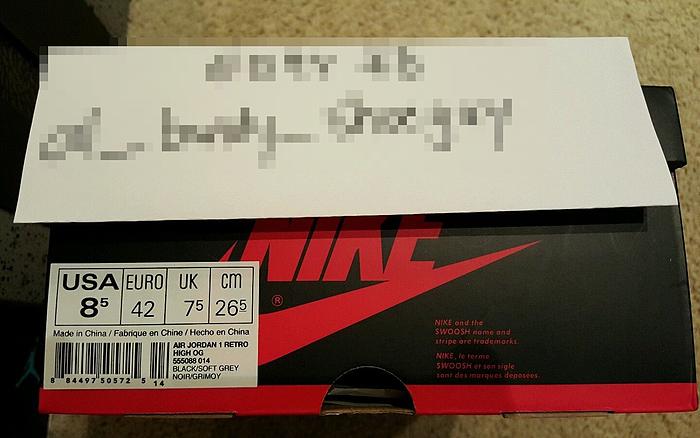 NIKE
®
USA EURO UK cm
8⁵ 42 7⁵ 26⁵
Made in China / Fabrique en Chine / Hecho en China
AIR JORDAN 1 RETRO
HIGH OG
555088 014
BLACK/SOFT GREY
NOIR/GRIMOY
8 84497 50572 5 14
NIKE and the
SWOOSH name and
stripe are trademarks.
NIKE, le terme
SWOOSH et son sigle
sont des marques deposees.